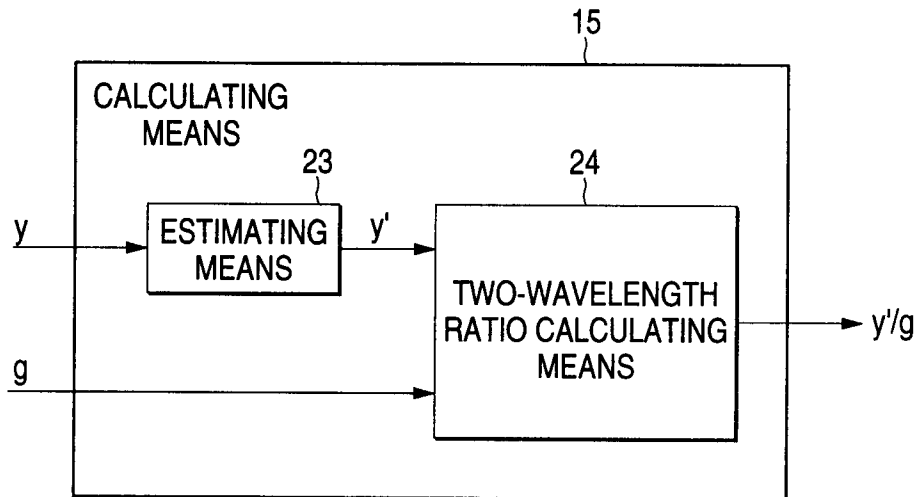 15
CALCULATING
MEANS
23
24
y
ESTIMATING
MEANS
y'
TWO-WAVELENGTH
RATIO CALCULATING
MEANS
y'/g
g